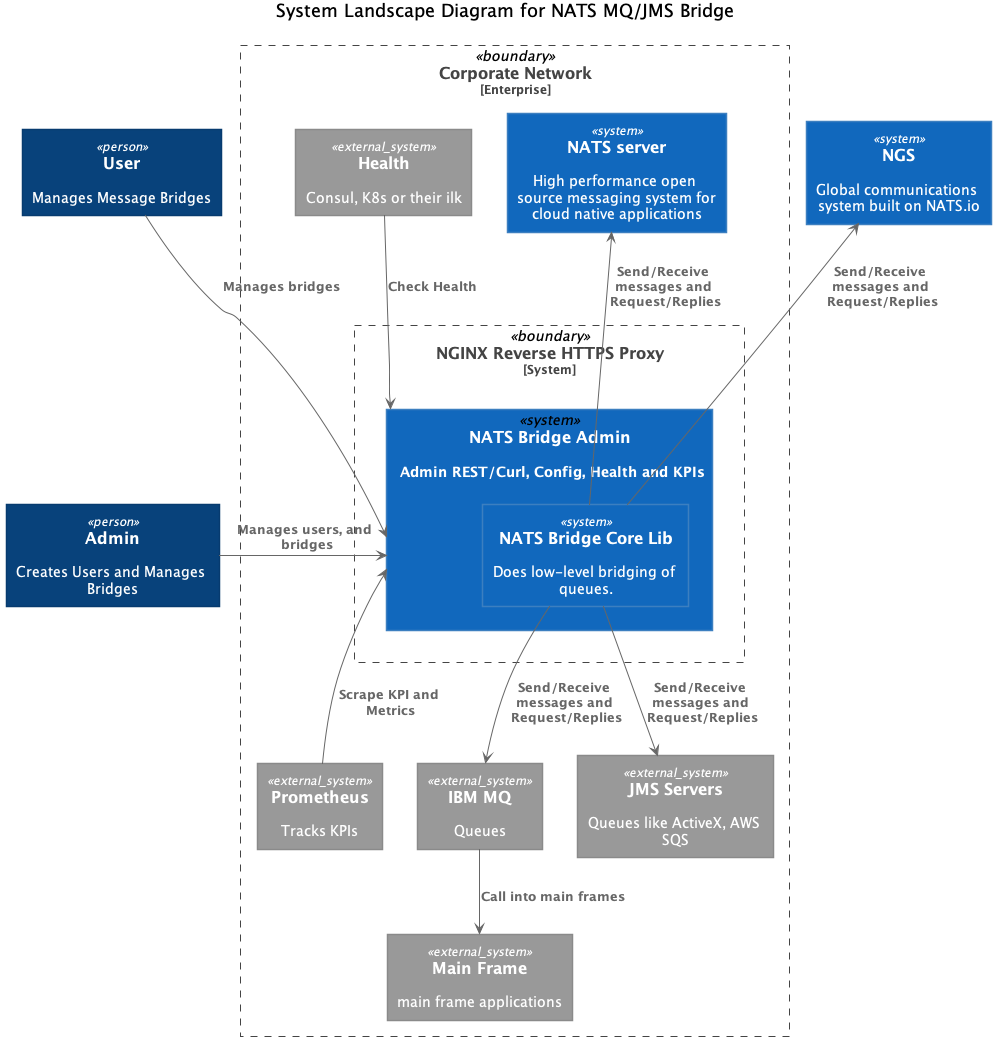 System Landscape Diagram for NATS MQ/JMS Bridge
«boundary»
Corporate Network
[Enterprise]
«person»
User
Manages Message Bridges
«external_system»
Health
Consul, K8s or their ilk
«system»
NATS server
High performance open
source messaging system for
cloud native applications
«system»
NGS
Global communications
system built on NATS.io
Manages bridges
Check Health
Send/Receive
messages and
Request/Replies
Send/Receive
messages and
Request/Replies
«boundary»
NGINX Reverse HTTPS Proxy
[System]
«system»
NATS Bridge Admin
Admin REST/Curl, Config, Health and KPIs
«person»
Admin
Creates Users and Manages
Bridges
Manages users, and
bridges
«system»
NATS Bridge Core Lib
Does low-level bridging of
queues.
Scrape KPI and
Metrics
Send/Receive
messages and
Request/Replies
Send/Receive
messages and
Request/Replies
«external_system»
Prometheus
Tracks KPIs
«external_system»
IBM MQ
Queues
«external_system»
JMS Servers
Queues like ActiveX, AWS
SQS
Call into main frames
«external_system»
Main Frame
main frame applications